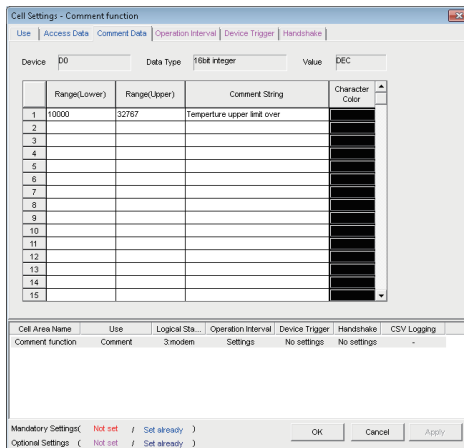 Cell Settings - Comment function
Use Access Data Comment Data Operation Interval Device Trigger Handshake
Device D0 Data Type 16bit integer Value DEC
Range(Lower) Range(Upper) Comment String Character Color
1 10000 32767 Temperture upper limit over
2
3
4
5
6
7
8
9
10
11
12
13
14
15
Cell Area Name Use Logical Sta... Operation Interval Device Trigger Handshake CSV Logging
Comment function Comment 3:modem Settings No settings No settings -
Mandatory Settings( Not set / Set already )
Optional Settings ( Not set / Set already )
OK Cancel Apply